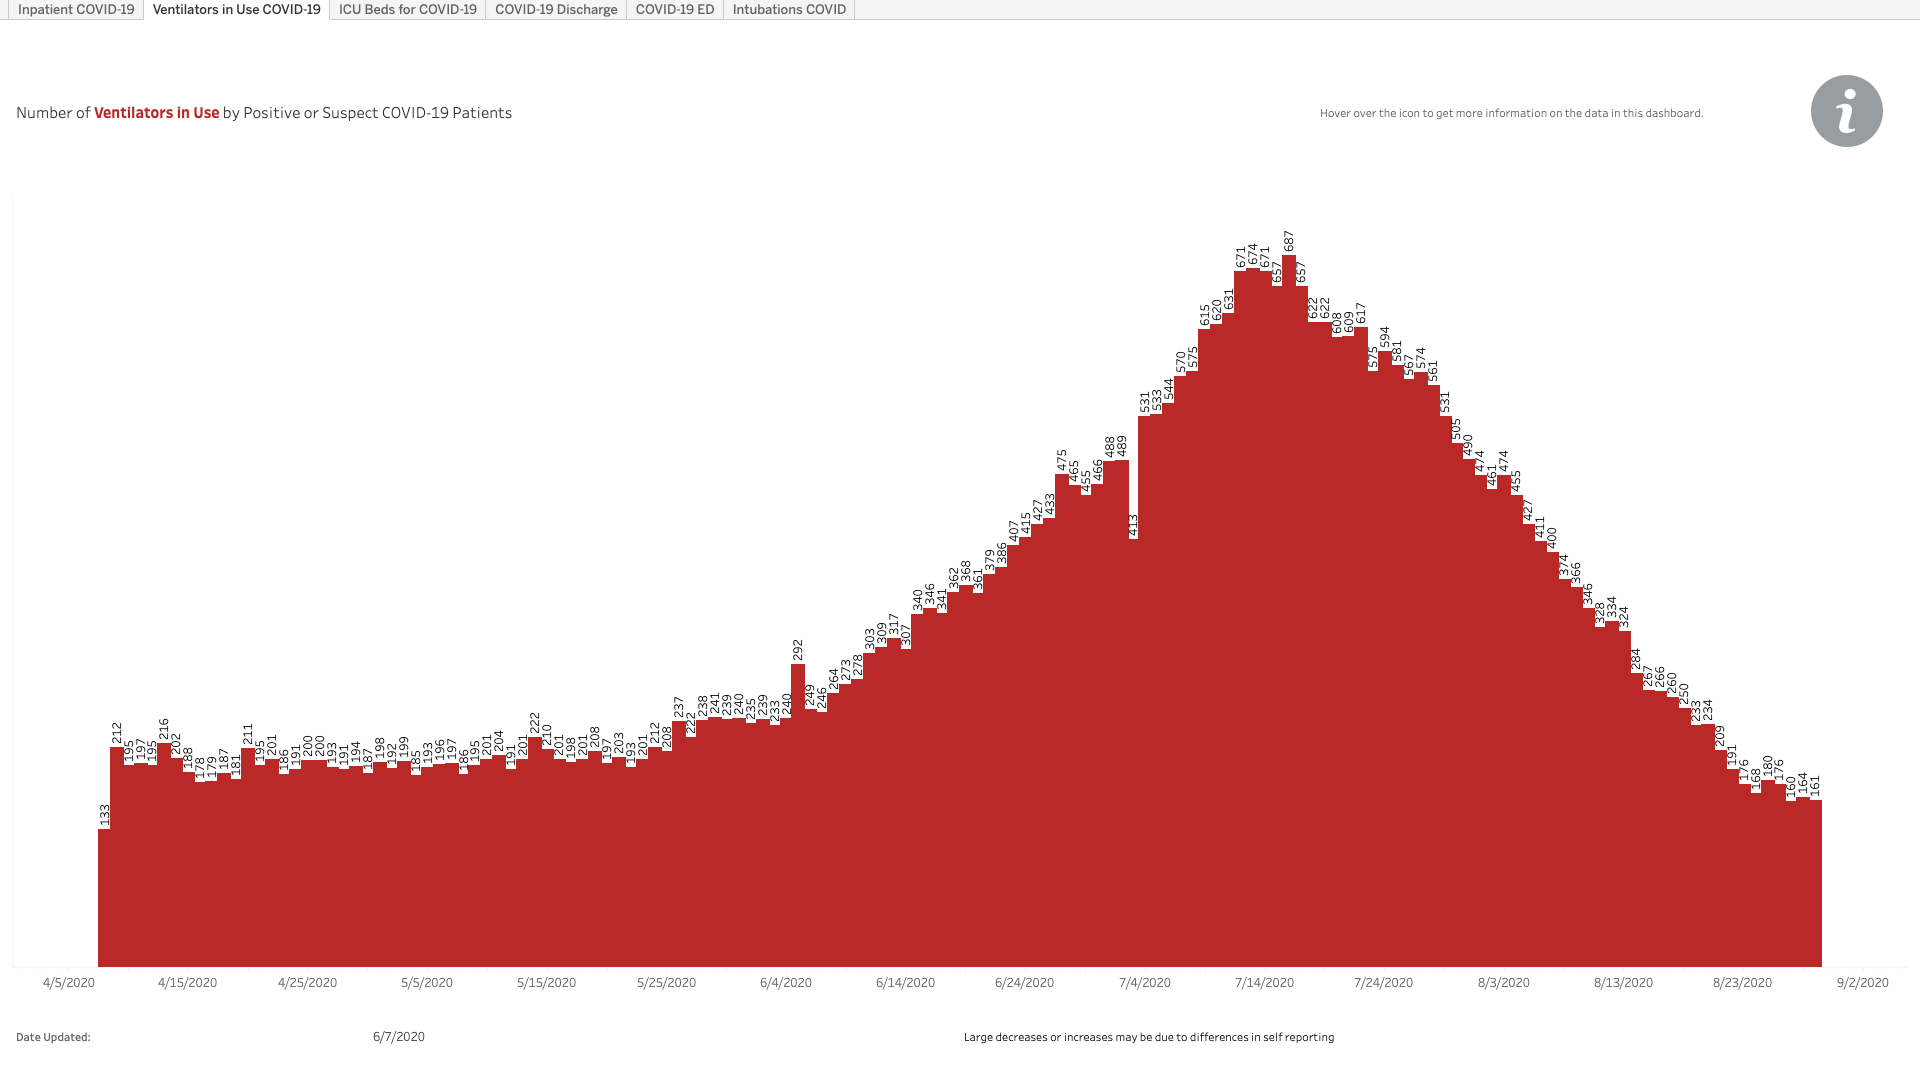 Inpatient COVID-19 Ventilators in Use COVID-19 ICU Beds for COVID-19 COVID-19 Discharge COVID-19 ED Intubations COVID
Number of Ventilators in Use by Positive or Suspect COVID-19 Patients
Hover over the icon to get more information on the data in this dashboard.
i
133 212 195 197 195 216 202 188 178 179 187 181 211 195 201 186 191 200 200 193 191 194 187 198 192 199 185 193 196 197 186 195 201 204 191 201 222 210 201 198 201 208 197 203 193 201 212 208 237 222 238 241 239 240 235 239 233 240 292 249 246 264 273 278 303 309 317 307 340 346 341 362 368 361 379 386 407 415 427 433 475 465 455 466 488 489 413 531 533 544 570 575 615 620 631 671 674 671 657 687 657 622 622 608 609 617 575 594 581 567 574 561 531 505 490 474 461 474 455 427 411 400 374 366 346 328 334 324 284 267 266 260 250 233 234 209 191 176 168 180 176 160 164 161
4/5/2020 4/15/2020 4/25/2020 5/5/2020 5/15/2020 5/25/2020 6/4/2020 6/14/2020 6/24/2020 7/4/2020 7/14/2020 7/24/2020 8/3/2020 8/13/2020 8/23/2020 9/2/2020
Date Updated: 6/7/2020
Large decreases or increases may be due to differences in self reporting